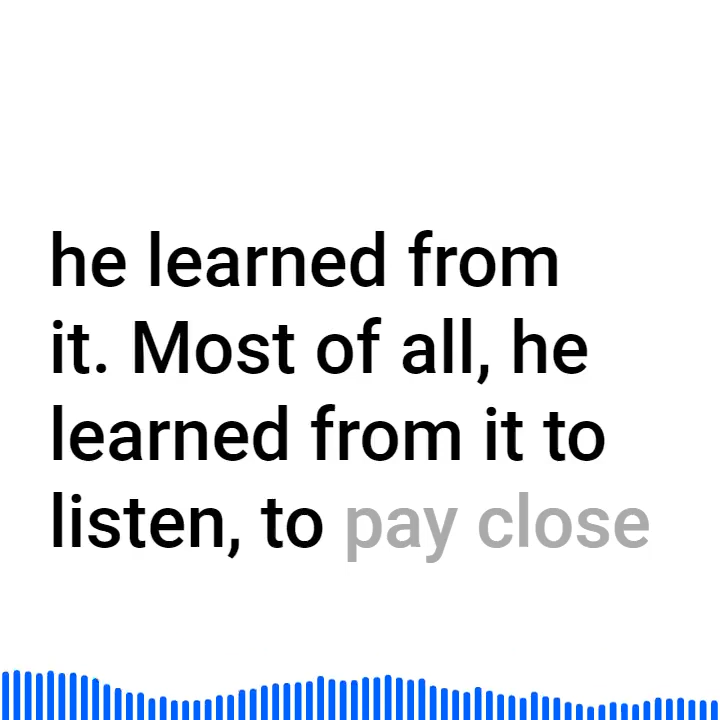 he learned from
it. Most of all, he
learned from it to
listen, to pay close